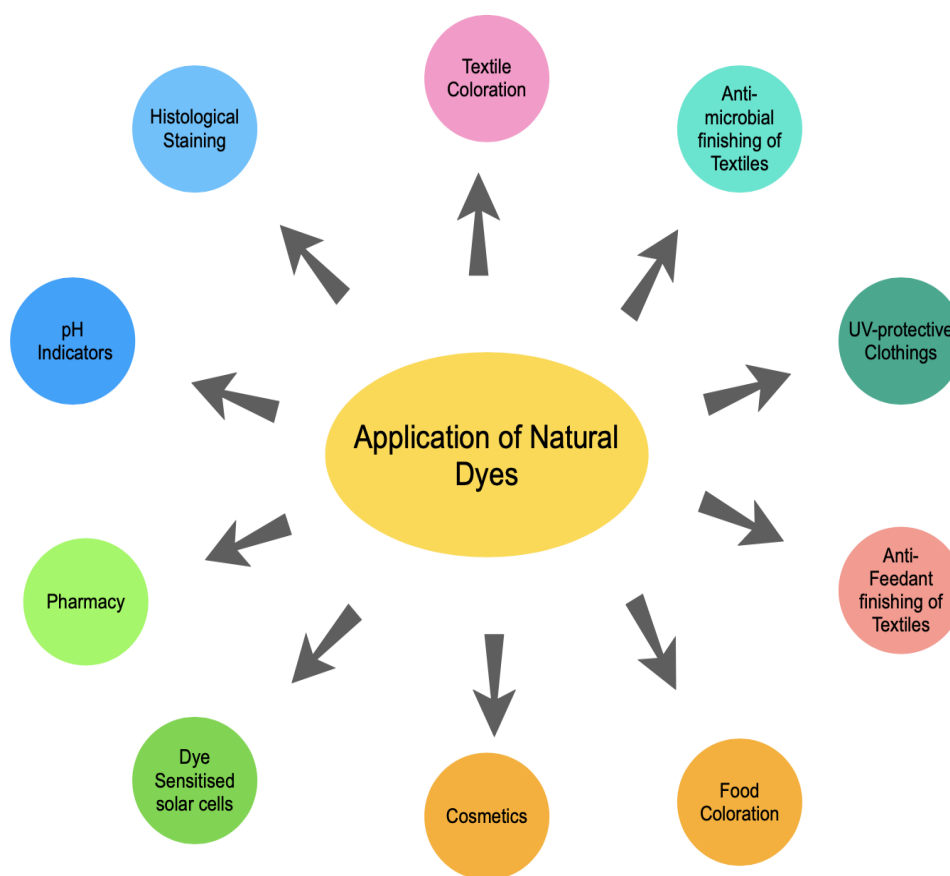 Textile
Coloration
Anti-
microbial
finishing of
Textiles
UV-protective
Clothings
Anti-
Feedant
finishing of
Textiles
Food
Coloration
Cosmetics
Dye
Sensitised
solar cells
Pharmacy
pH
Indicators
Histological
Staining
Application of Natural
Dyes